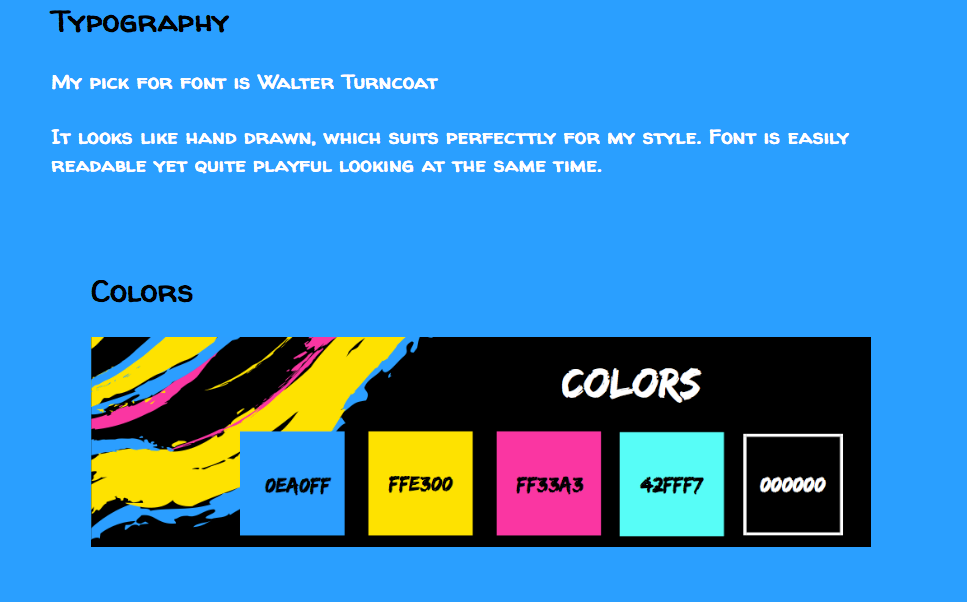 Typography
My pick for font is Walter Turncoat
It looks like hand drawn, which suits perfecttly for my style. Font is easily
readable yet quite playful looking at the same time.
Colors
COLORS
0EA0FF FFE300 FF33A3 42FFF7 000000